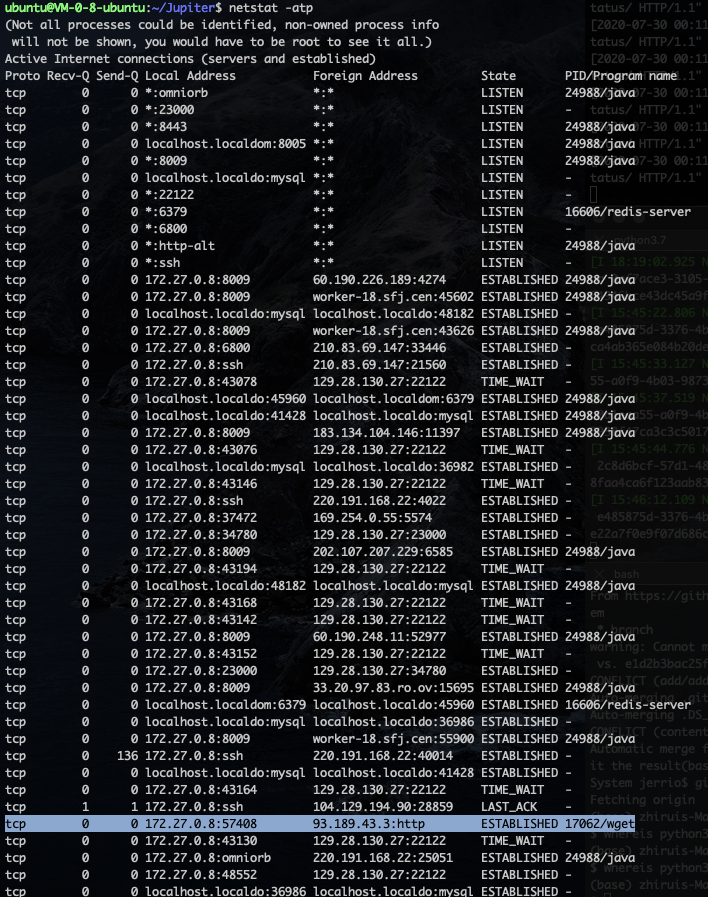 ubuntu@VM-0-8-ubuntu:~/Jupiter$ netstat -atp
(Not all processes could be identified, non-owned process info
 will not be shown, you would have to be root to see it all.)
Active Internet connections (servers and established)
Proto Recv-Q Send-Q Local Address           Foreign Address         State       PID/Program name
tcp        0      0 *:omniorb               *:*                     LISTEN      24988/java
tcp        0      0 *:23000                 *:*                     LISTEN      -
tcp        0      0 *:8443                  *:*                     LISTEN      24988/java
tcp        0      0 localhost.localdom:8005 *:*                     LISTEN      24988/java
tcp        0      0 *:8009                  *:*                     LISTEN      24988/java
tcp        0      0 localhost.localdo:mysql *:*                     LISTEN      -
tcp        0      0 *:22122                 *:*                     LISTEN      -
tcp        0      0 *:6379                  *:*                     LISTEN      16606/redis-server
tcp        0      0 *:6800                  *:*                     LISTEN      -
tcp        0      0 *:http-alt              *:*                     LISTEN      24988/java
tcp        0      0 *:ssh                   *:*                     LISTEN      -
tcp        0      0 172.27.0.8:8009         60.190.226.189:4274     ESTABLISHED 24988/java
tcp        0      0 172.27.0.8:8009         worker-18.sfj.cen:45602 ESTABLISHED 24988/java
tcp        0      0 localhost.localdo:mysql localhost.localdo:48182 ESTABLISHED -
tcp        0      0 172.27.0.8:8009         worker-18.sfj.cen:43626 ESTABLISHED 24988/java
tcp        0      0 172.27.0.8:6800         210.83.69.147:33446     ESTABLISHED -
tcp        0      0 172.27.0.8:ssh          210.83.69.147:21560     ESTABLISHED -
tcp        0      0 172.27.0.8:43078        129.28.130.27:22122     TIME_WAIT   -
tcp        0      0 localhost.localdo:45960 localhost.localdom:6379 ESTABLISHED 24988/java
tcp        0      0 localhost.localdo:41428 localhost.localdo:mysql ESTABLISHED 24988/java
tcp        0      0 172.27.0.8:8009         183.134.104.146:11397   ESTABLISHED 24988/java
tcp        0      0 172.27.0.8:43076        129.28.130.27:22122     TIME_WAIT   -
tcp        0      0 localhost.localdo:mysql localhost.localdo:36982 ESTABLISHED -
tcp        0      0 172.27.0.8:43146        129.28.130.27:22122     TIME_WAIT   -
tcp        0      0 172.27.0.8:ssh          220.191.168.22:4022     ESTABLISHED -
tcp        0      0 172.27.0.8:37472        169.254.0.55:5574       ESTABLISHED -
tcp        0      0 172.27.0.8:34780        129.28.130.27:23000     ESTABLISHED -
tcp        0      0 172.27.0.8:8009         202.107.207.229:6585    ESTABLISHED 24988/java
tcp        0      0 172.27.0.8:43194        129.28.130.27:22122     TIME_WAIT   -
tcp        0      0 localhost.localdo:48182 localhost.localdo:mysql ESTABLISHED 24988/java
tcp        0      0 172.27.0.8:43168        129.28.130.27:22122     TIME_WAIT   -
tcp        0      0 172.27.0.8:43142        129.28.130.27:22122     TIME_WAIT   -
tcp        0      0 172.27.0.8:8009         60.190.248.11:52977     ESTABLISHED 24988/java
tcp        0      0 172.27.0.8:43152        129.28.130.27:22122     TIME_WAIT   -
tcp        0      0 172.27.0.8:23000        129.28.130.27:34780     ESTABLISHED -
tcp        0      0 172.27.0.8:8009         33.20.97.83.ro.ov:15695 ESTABLISHED 24988/java
tcp        0      0 localhost.localdom:6379 localhost.localdo:45960 ESTABLISHED 16606/redis-server
tcp        0      0 localhost.localdo:mysql localhost.localdo:36986 ESTABLISHED -
tcp        0      0 172.27.0.8:8009         worker-18.sfj.cen:55900 ESTABLISHED 24988/java
tcp        0    136 172.27.0.8:ssh          220.191.168.22:40014    ESTABLISHED -
tcp        0      0 localhost.localdo:mysql localhost.localdo:41428 ESTABLISHED -
tcp        0      0 172.27.0.8:43164        129.28.130.27:22122     TIME_WAIT   -
tcp        1      1 172.27.0.8:ssh          104.129.194.90:28859    LAST_ACK    -
tcp        0      0 172.27.0.8:57408        93.189.43.3:http        ESTABLISHED 17062/wget
tcp        0      0 172.27.0.8:43130        129.28.130.27:22122     TIME_WAIT   -
tcp        0      0 172.27.0.8:omniorb      220.191.168.22:25051    ESTABLISHED 24988/java
tcp        0      0 172.27.0.8:48552        129.28.130.27:22122     ESTABLISHED -
tcp        0      0 localhost.localdo:36986 localhost.localdo:mysql ESTABLISHED -